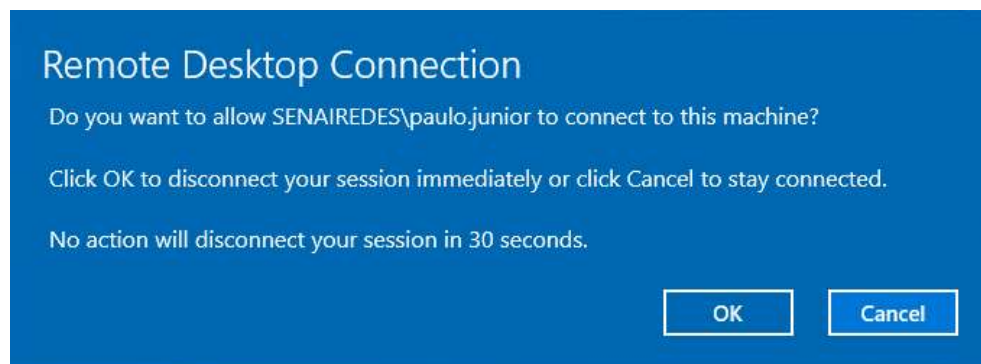 Remote Desktop Connection
Do you want to allow SENAIREDES\paulo.junior to connect to this machine?
Click OK to disconnect your session immediately or click Cancel to stay connected.
No action will disconnect your session in 30 seconds.
OK
Cancel